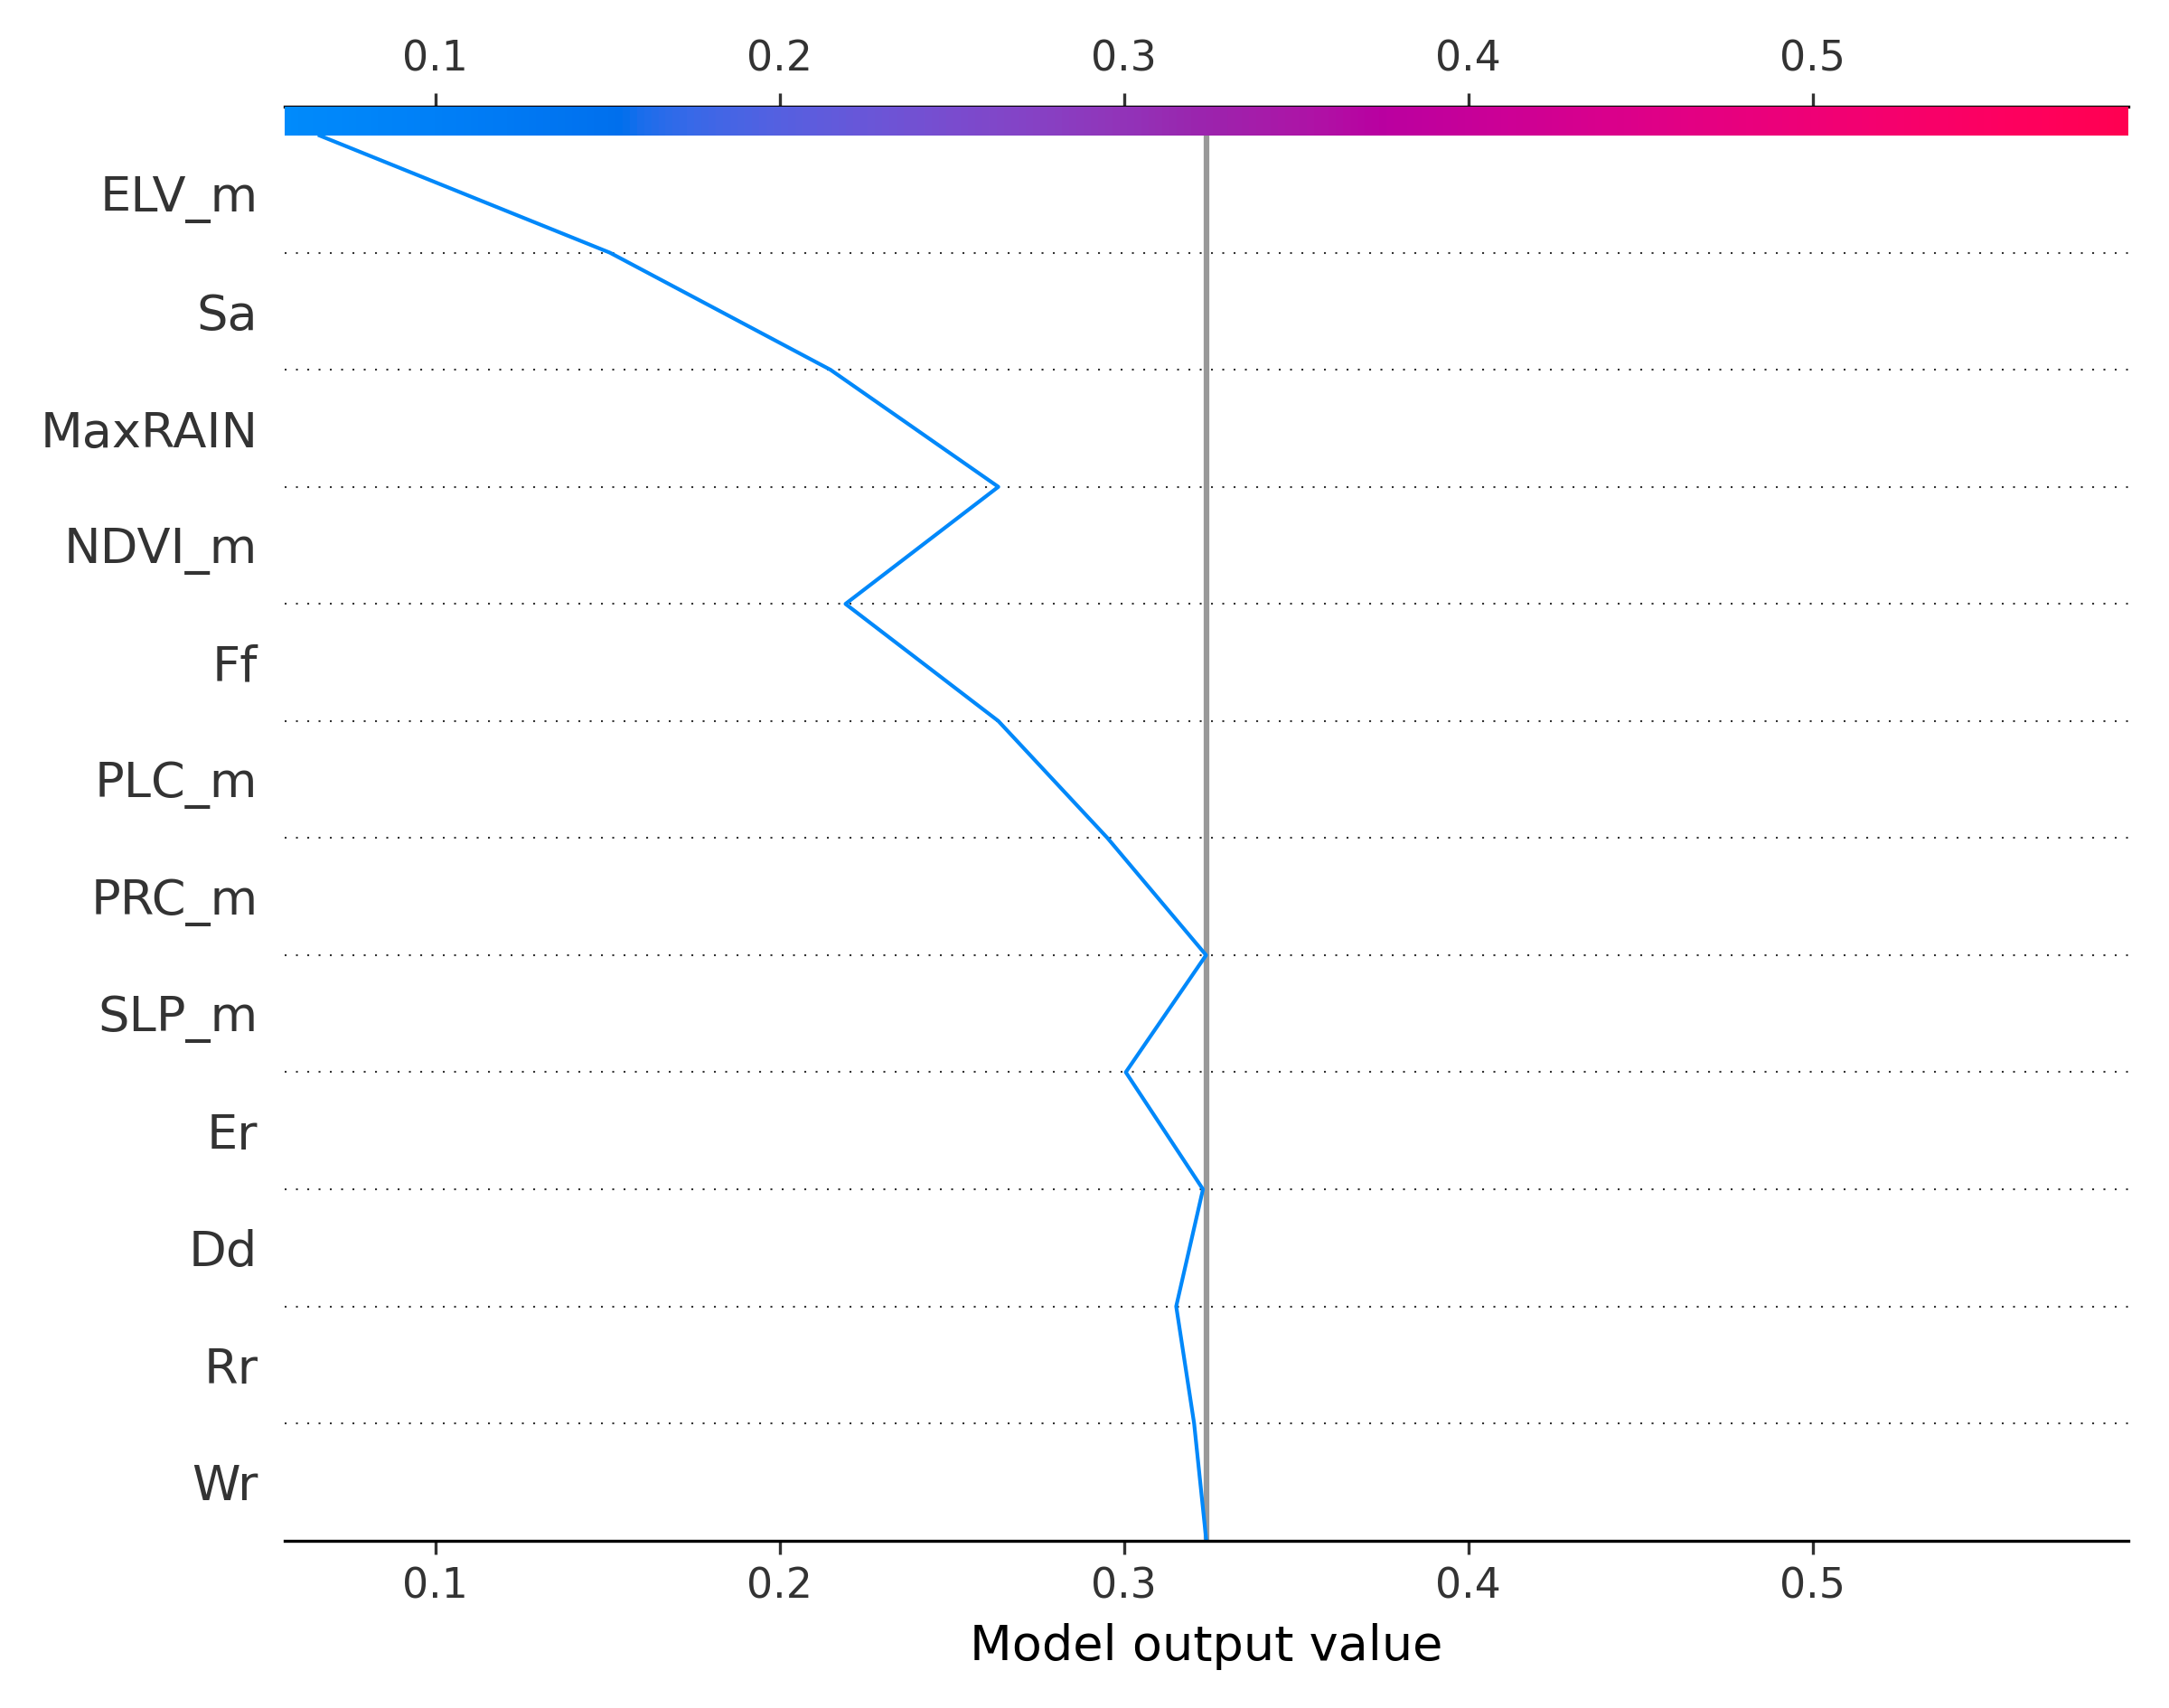 0.1 0.2 0.3 0.4 0.5
ELV_m
Sa
MaxRAIN
NDVI_m
Ff
PLC_m
PRC_m
SLP_m
Er
Dd
Rr
Wr
0.1 0.2 0.3 0.4 0.5
Model output value